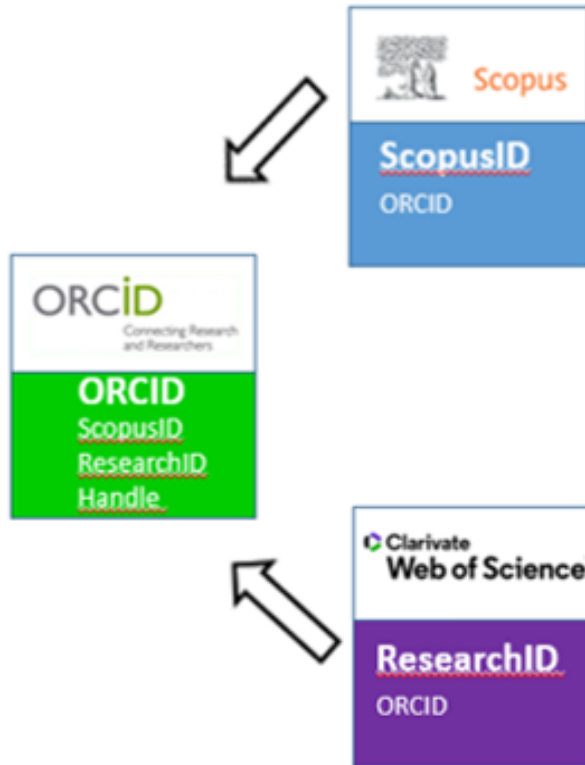 Scopus
ScopusID
ORCID
ORCID
Connecting Research
and Researchers
ORCID
ScopusID
ResearchID
Handle
Clarivate
Web of Science
ResearchID
ORCID